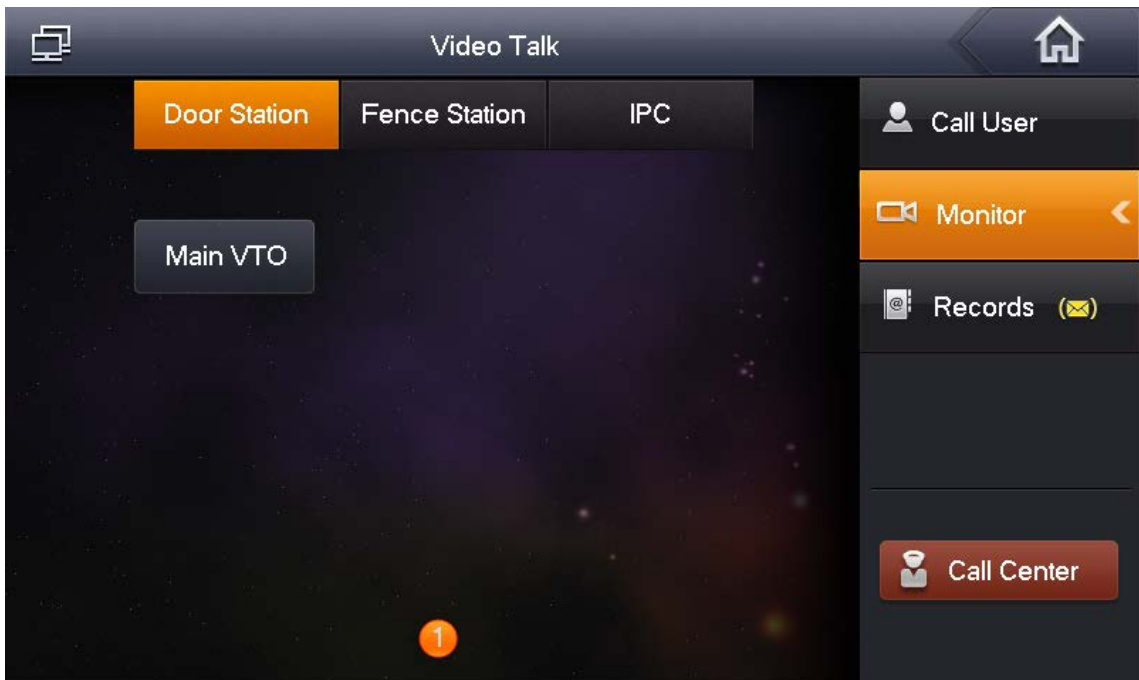 Video Talk
Door Station
Fence Station
IPC
Main VTO
1
Call User
Monitor
Records
Call Center